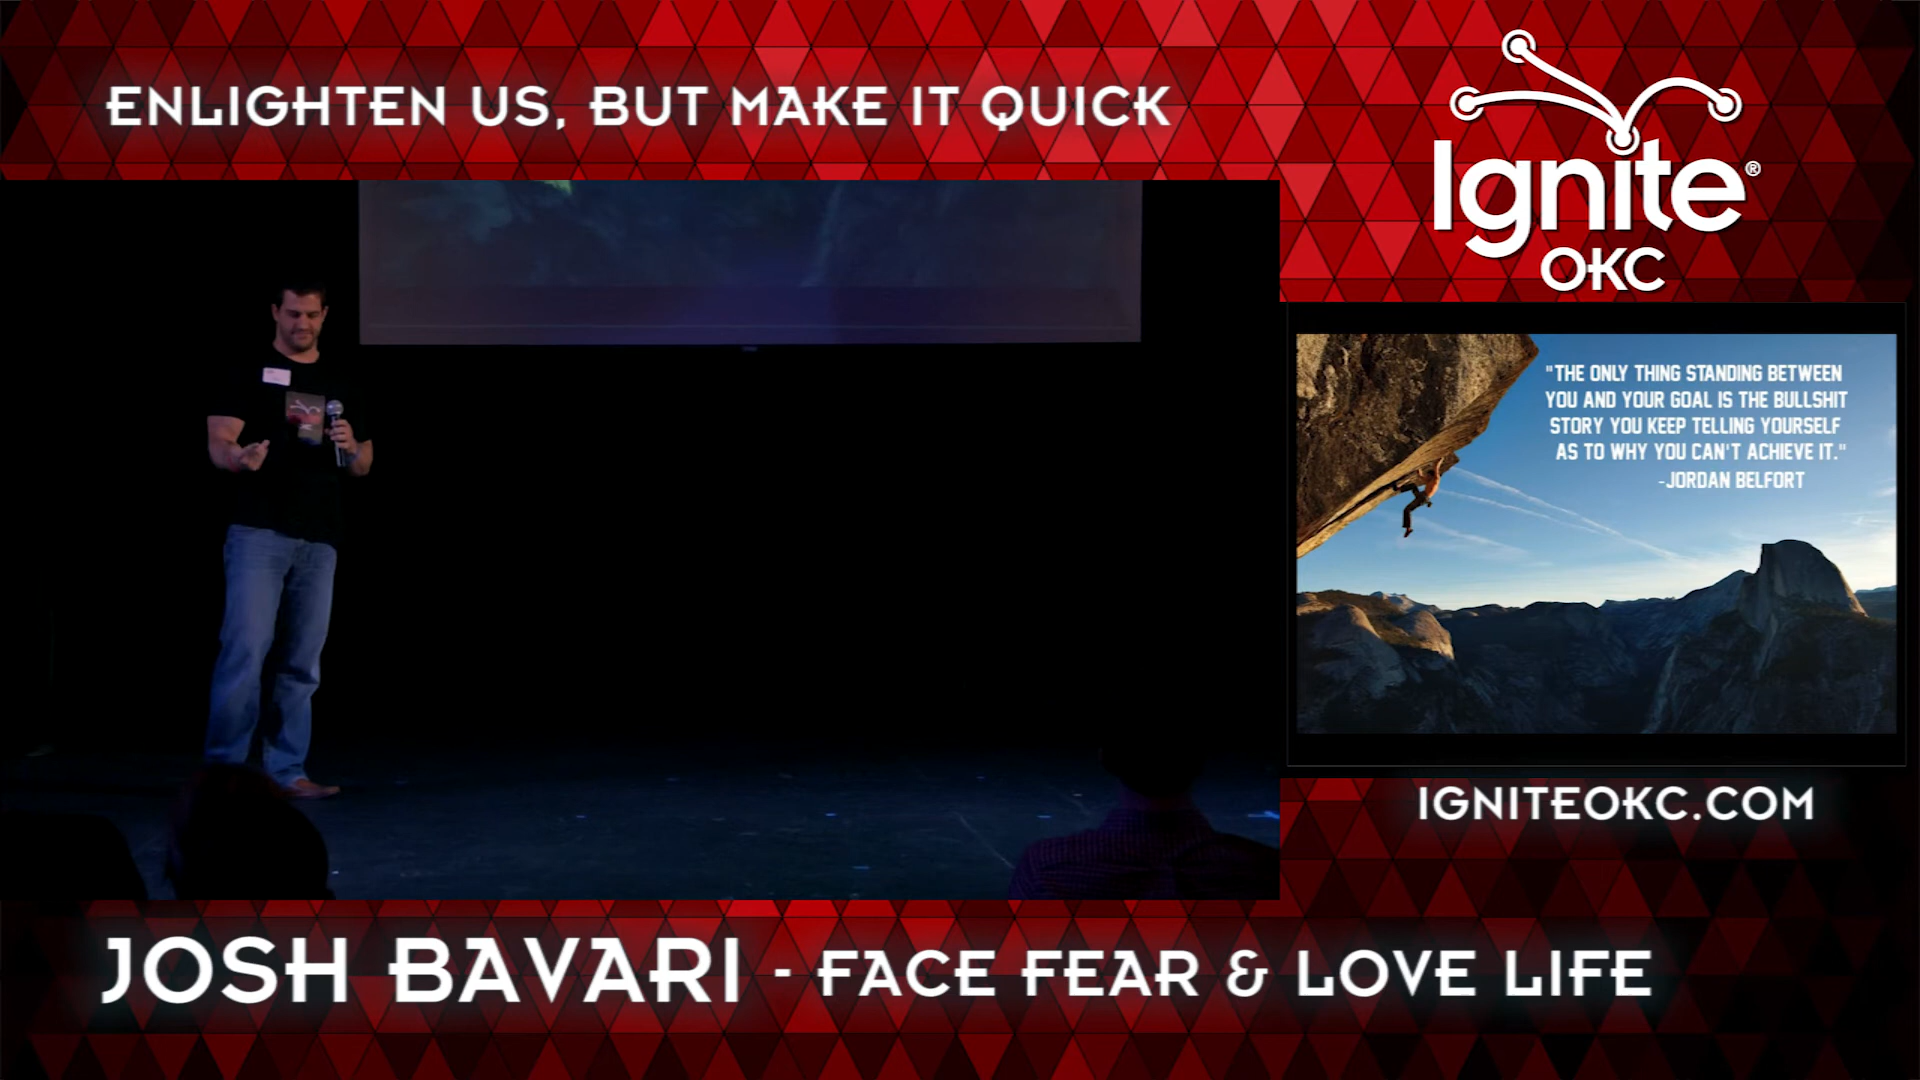 ENLIGHTEN US, BUT MAKE IT QUICK
Ignite®
OKC
"THE ONLY THING STANDING BETWEEN
YOU AND YOUR GOAL IS THE BULLSHIT
STORY YOU KEEP TELLING YOURSELF
AS TO WHY YOU CAN'T ACHIEVE IT."
-JORDAN BELFORT
IGNITEOKC.COM
JOSH BAVARI - FACE FEAR & LOVE LIFE